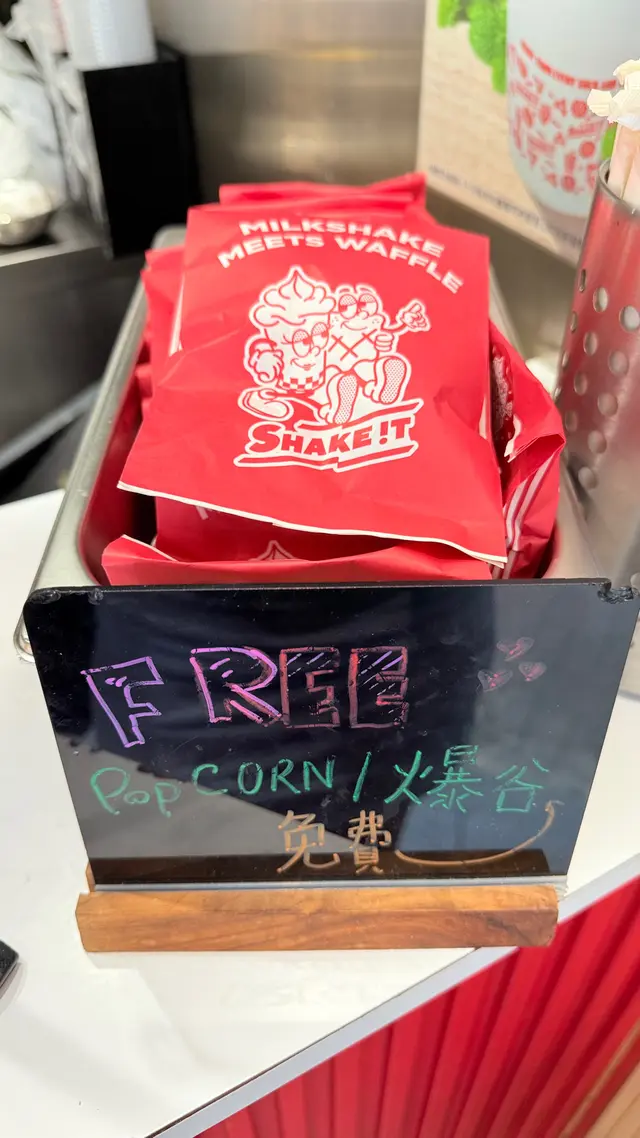 MILKSHAKE
MEETS WAFFLE
SHAKE !T
FREE
PopCORN / 爆谷
免費